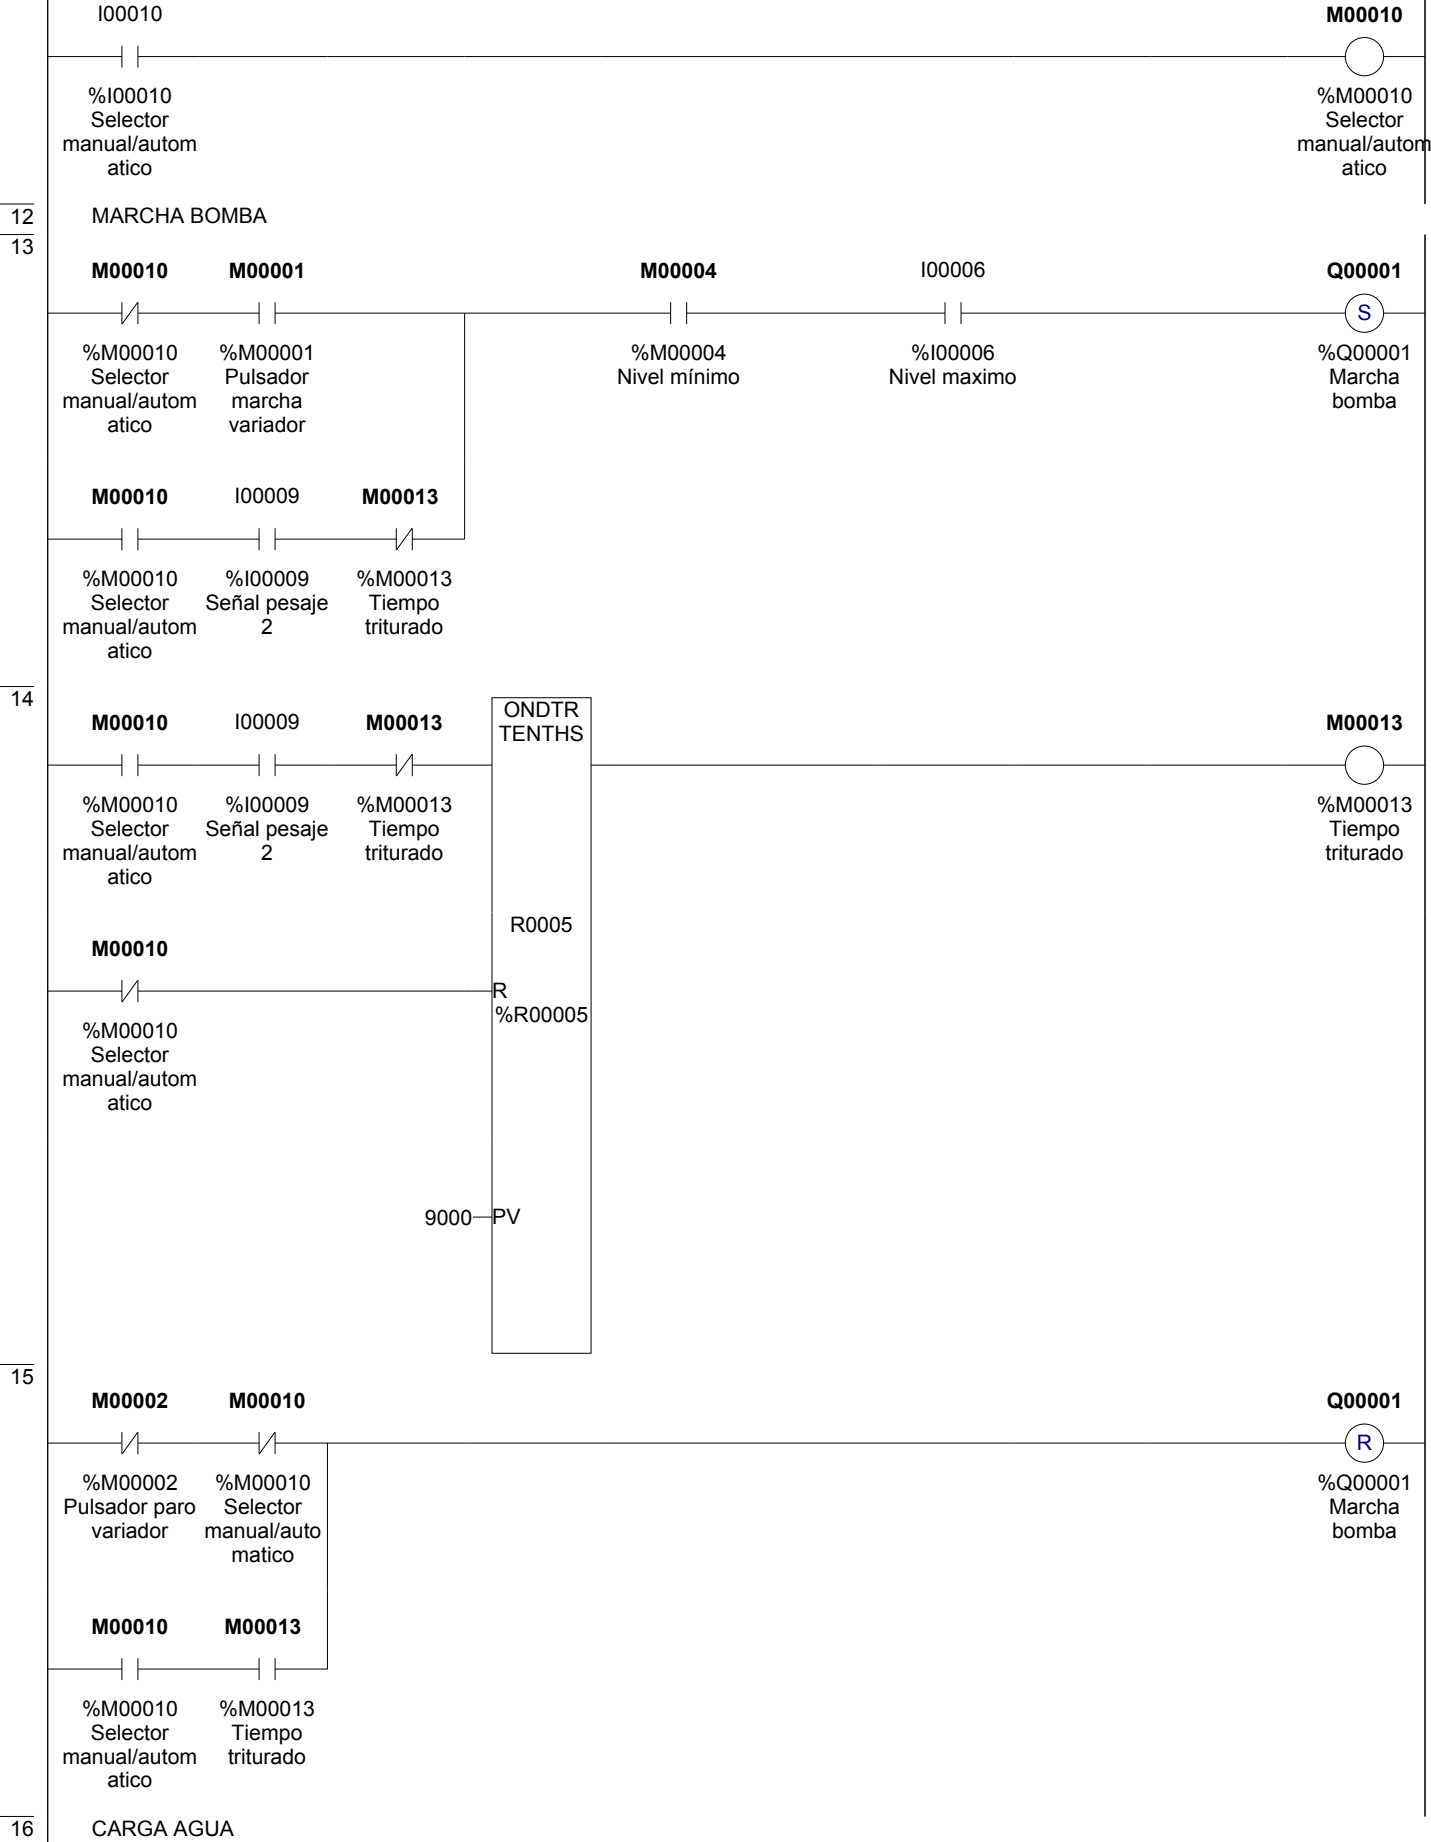 I00010 M00010
%I00010 %M00010
Selector Selector
manual/autom manual/autom
atico atico
12 MARCHA BOMBA
13
M00010 M00001 M00004 I00006 Q00001
S
%M00010 %M00001 %M00004 %I00006 %Q00001
Selector Pulsador Nivel mínimo Nivel maximo Marcha
manual/autom marcha bomba
atico variador
M00010 I00009 M00013
%M00010 %I00009 %M00013
Selector Señal pesaje Tiempo
manual/autom 2 triturado
atico
14
ONDTR
M00010 I00009 M00013 TENTHS M00013
%M00010 %I00009 %M00013 %M00013
Selector Señal pesaje Tiempo Tiempo
manual/autom 2 triturado triturado
atico
R0005
M00010
R
%R00005
%M00010
Selector
manual/autom
atico
9000 PV
15
M00002 M00010 Q00001
R
%M00002 %M00010 %Q00001
Pulsador paro Selector Marcha
variador manual/auto bomba
matico
M00010 M00013
%M00010 %M00013
Selector Tiempo
manual/autom triturado
atico
16 CARGA AGUA